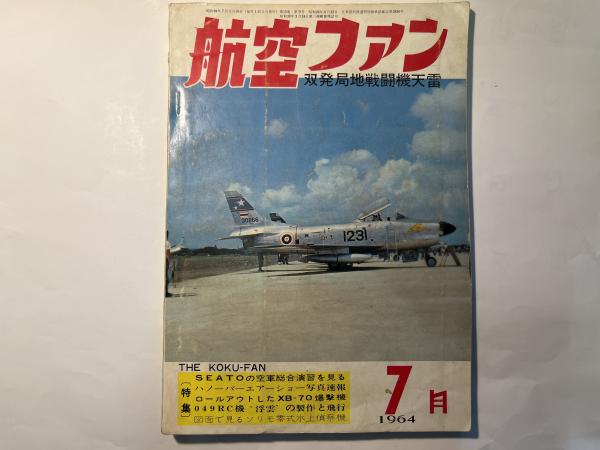 航空ファン
双発局地戦闘機天雷
30266
1231
THE KOKU-FAN
〔特集〕
SEATOの空軍総合演習を見る
ハノーバーエアーショー写真速報
ロールアウトしたXB-70爆撃機
049RC機“浮雲”の製作と飛行
図面で見るソリモ零式水上偵察機
7月
1964